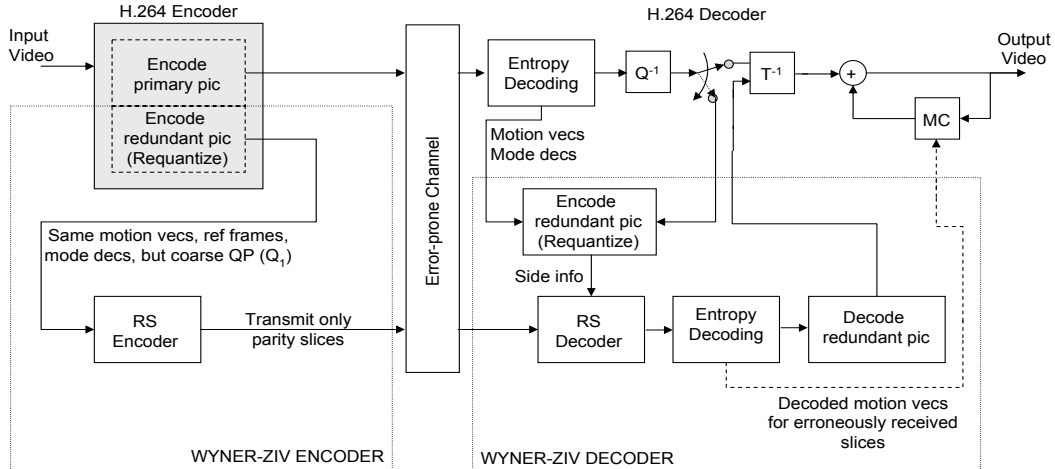 H.264 Encoder
H.264 Decoder
Input
Video
Output
Video
Encode
primary pic
Encode
redundant pic
(Requantize)
Error-prone Channel
Entropy
Decoding
Q-1
T-1
+
MC
Motion vecs
Mode decs
Encode
redundant pic
(Requantize)
Same motion vecs, ref frames,
mode decs, but coarse QP (Q1)
Side info
RS
Encoder
Transmit only
parity slices
RS
Decoder
Entropy
Decoding
Decode
redundant pic
Decoded motion vecs
for erroneously received
slices
WYNER-ZIV ENCODER
WYNER-ZIV DECODER